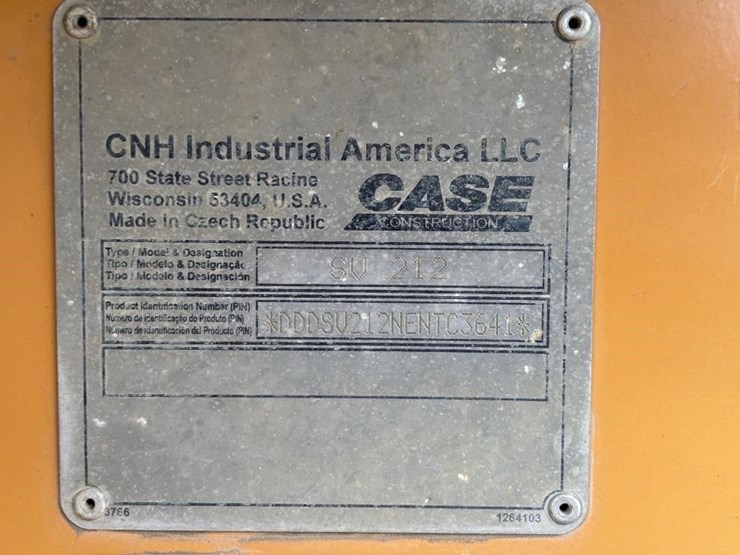 CNH Industrial America LLC
700 State Street Racine
Wisconsin 53404, U.S.A.
Made in Czech Republic
CASE
CONSTRUCTION
Type / Model & Designation
Tipo / Modelo & Designação
Tipo / Modelo & Designación
SV 212
Product Identification Number (PIN)
Número de identificação do Produto (PIN)
Número de identificación del Producto (PIN)
*DDDSV212NENTC3641*
3766
1264103